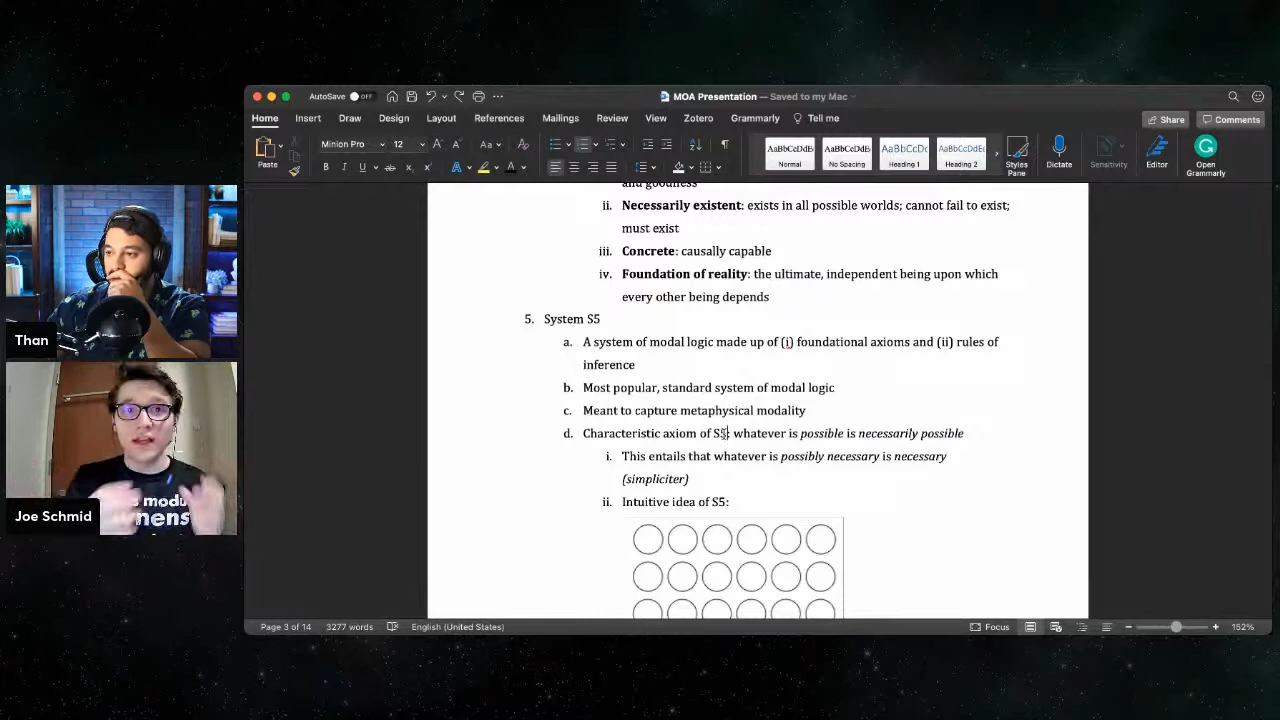 AutoSave OFF
MOA Presentation — Saved to my Mac
Home Insert Draw Design Layout References Mailings Review View Zotero Grammarly Tell me
Share Comments
Paste
Minion Pro 12
AaBbCcDdEe AaBbCcDdEe AaBbCcDc AaBbCcDdEe
Normal No Spacing Heading 1 Heading 2
Styles Pane
Dictate
Sensitivity
Editor
Open Grammarly
and goodness
ii. Necessarily existent: exists in all possible worlds; cannot fail to exist;
must exist
iii. Concrete: causally capable
iv. Foundation of reality: the ultimate, independent being upon which
every other being depends
5. System S5
a. A system of modal logic made up of (i) foundational axioms and (ii) rules of
inference
b. Most popular, standard system of modal logic
c. Meant to capture metaphysical modality
d. Characteristic axiom of S5: whatever is possible is necessarily possible
i. This entails that whatever is possibly necessary is necessary
(simpliciter)
ii. Intuitive idea of S5:
Page 3 of 14 3277 words English (United States)
Focus
152%
Than
Joe Schmid